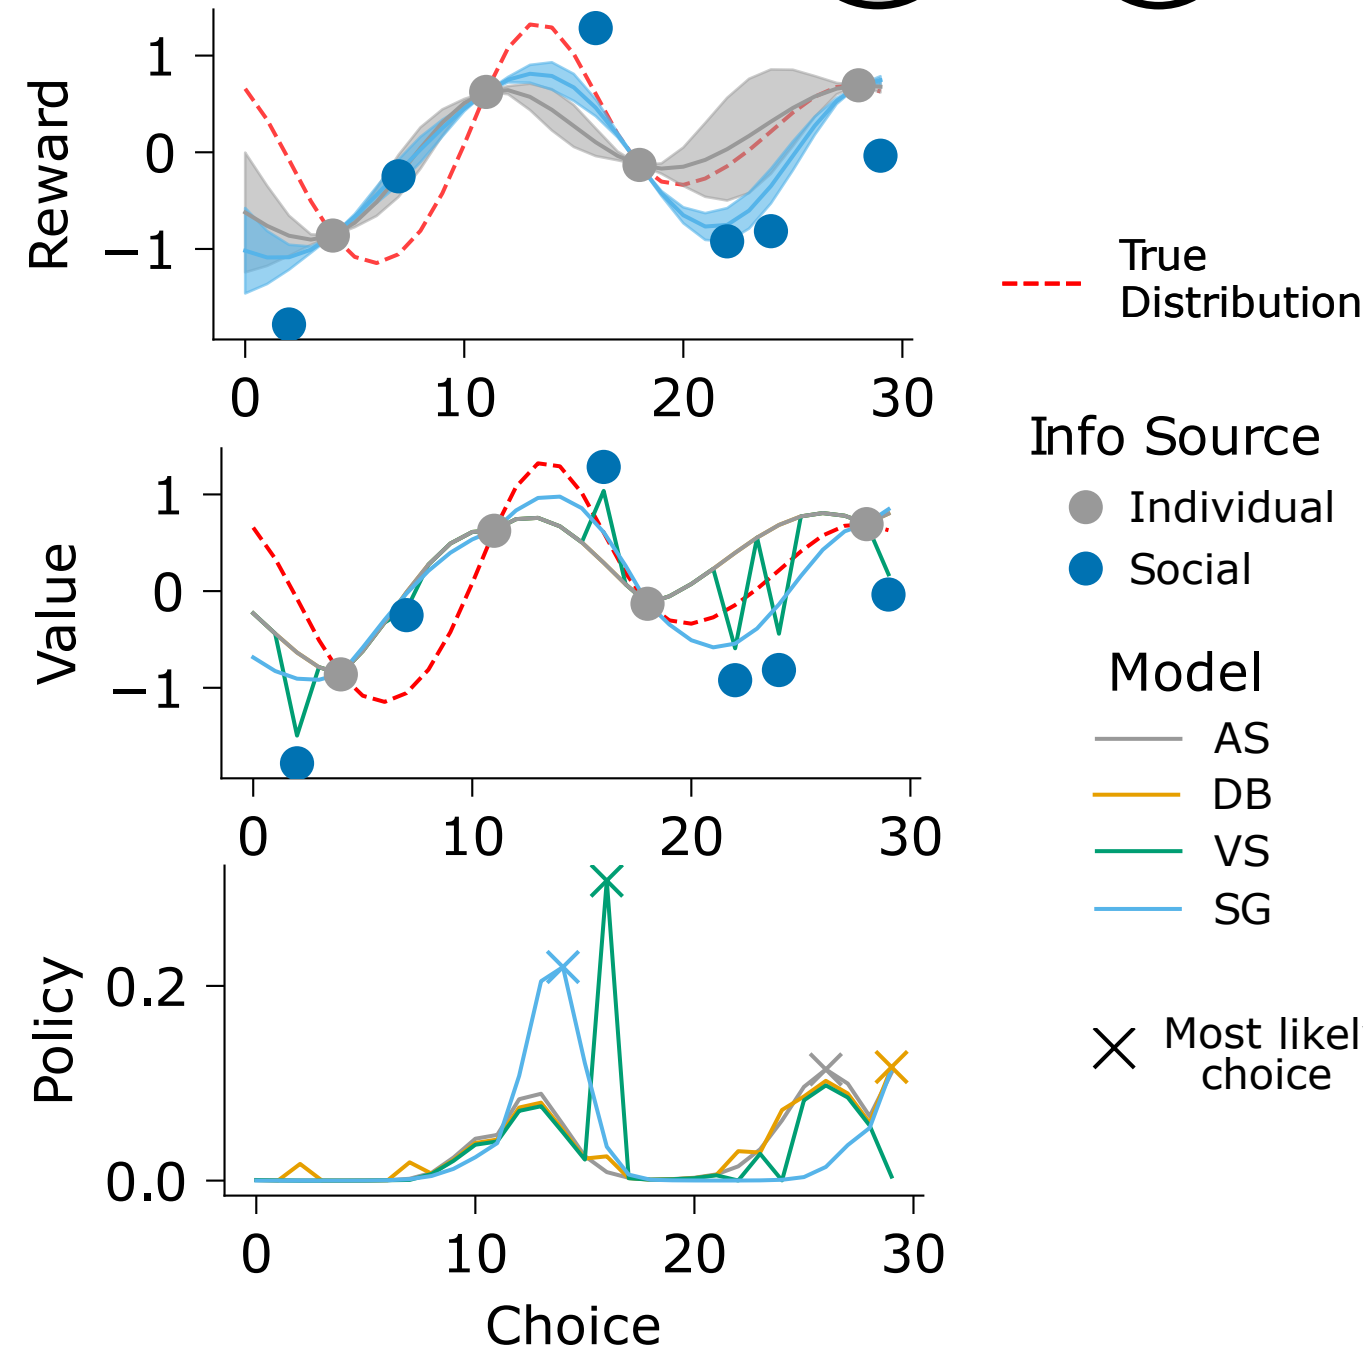 Reward
1
0
−1
0 10 20 30
True
Distribution
Info Source
Individual
Social
Value
1
0
−1
0 10 20 30
Model
AS
DB
VS
SG
Policy
0.2
0.0
0 10 20 30
Choice
Most likel
choice